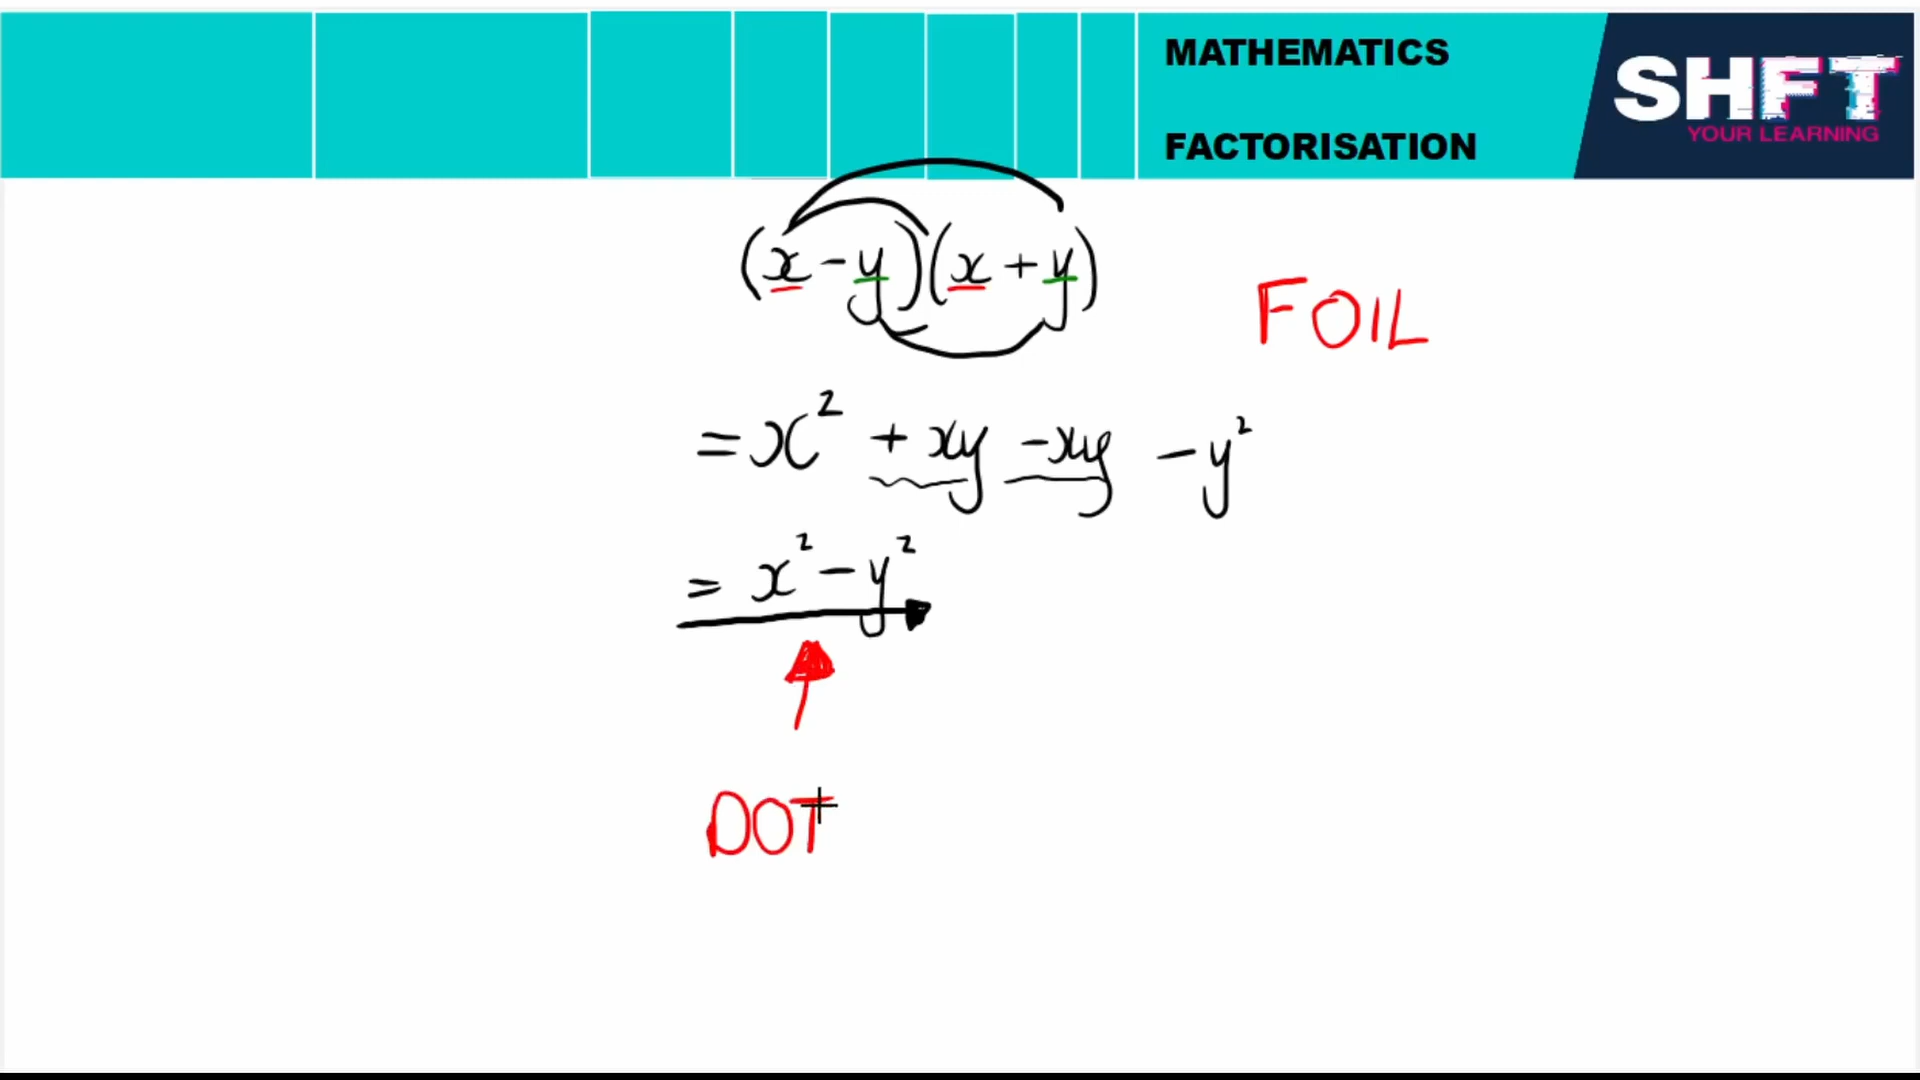 MATHEMATICS
FACTORISATION
SHFT
YOUR LEARNING
(x - y)(x + y)
FOIL
= x² + xy - xy - y²
= x² - y²
DOT